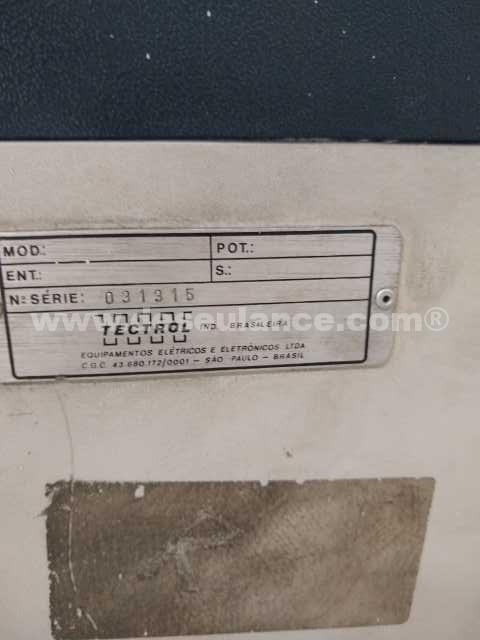 MOD.:
POT.:
ENT.:
S.:
Nº SÉRIE: 031315
TECTROL IND. BRASILEIRA
EQUIPAMENTOS ELÉTRICOS E ELETRÔNICOS LTDA
C.G.C. 43.680.172/0001 — SÃO PAULO — BRASIL